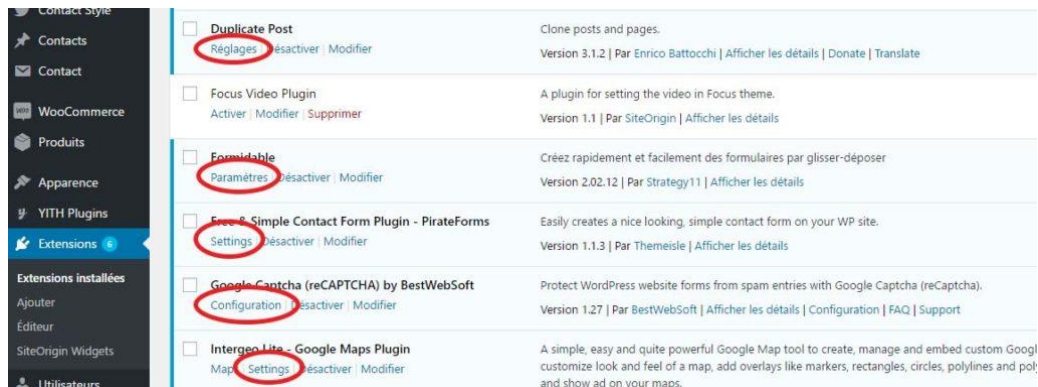 Contact Style
Contacts
Contact
WooCommerce
Produits
Apparence
YITH Plugins
Extensions 6
Extensions installées
Ajouter
Éditeur
SiteOrigin Widgets
Utilisateurs
Duplicate Post
Réglages | Désactiver | Modifier
Clone posts and pages.
Version 3.1.2 | Par Enrico Battocchi | Afficher les détails | Donate | Translate
Focus Video Plugin
Activer | Modifier | Supprimer
A plugin for setting the video in Focus theme.
Version 1.1 | Par SiteOrigin | Afficher les détails
Formidable
Paramètres | Désactiver | Modifier
Créez rapidement et facilement des formulaires par glisser-déposer
Version 2.02.12 | Par Strategy11 | Afficher les détails
Free & Simple Contact Form Plugin - PirateForms
Settings | Désactiver | Modifier
Easily creates a nice looking, simple contact form on your WP site.
Version 1.1.3 | Par Themeisle | Afficher les détails
Google Captcha (reCAPTCHA) by BestWebSoft
Configuration | Désactiver | Modifier
Protect WordPress website forms from spam entries with Google Captcha (reCaptcha).
Version 1.27 | Par BestWebSoft | Afficher les détails | Configuration | FAQ | Support
Intergeo Lite - Google Maps Plugin
Maps | Settings | Désactiver | Modifier
A simple, easy and quite powerful Google Map tool to create, manage and embed custom Googl
customize look and feel of a map, add overlays like markers, rectangles, circles, polylines and poly
and show ad on your maps.